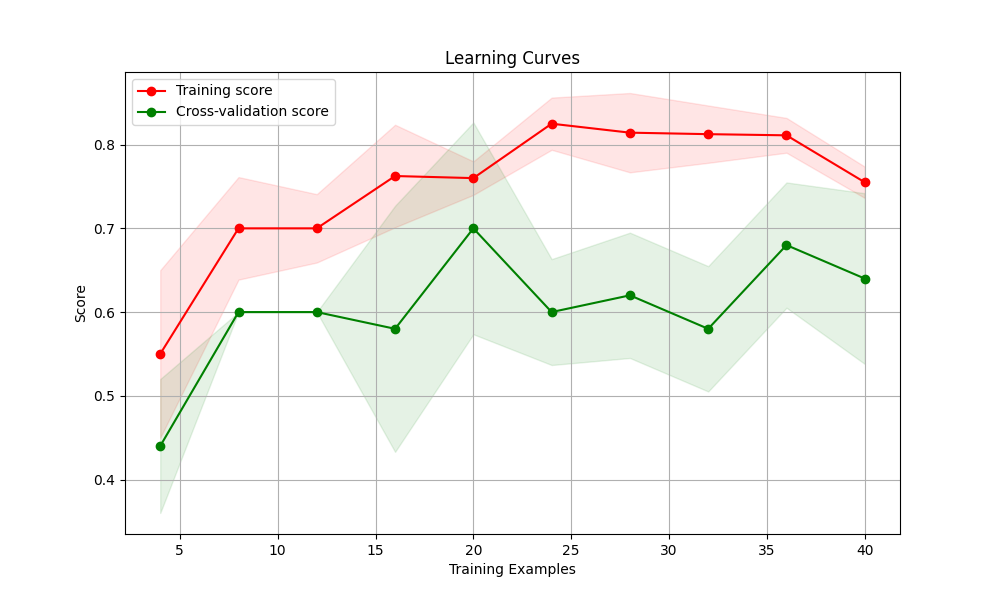 Learning Curves
Training score
Cross-validation score
0.8
0.7
0.6
0.5
0.4
Score
5 10 15 20 25 30 35 40
Training Examples